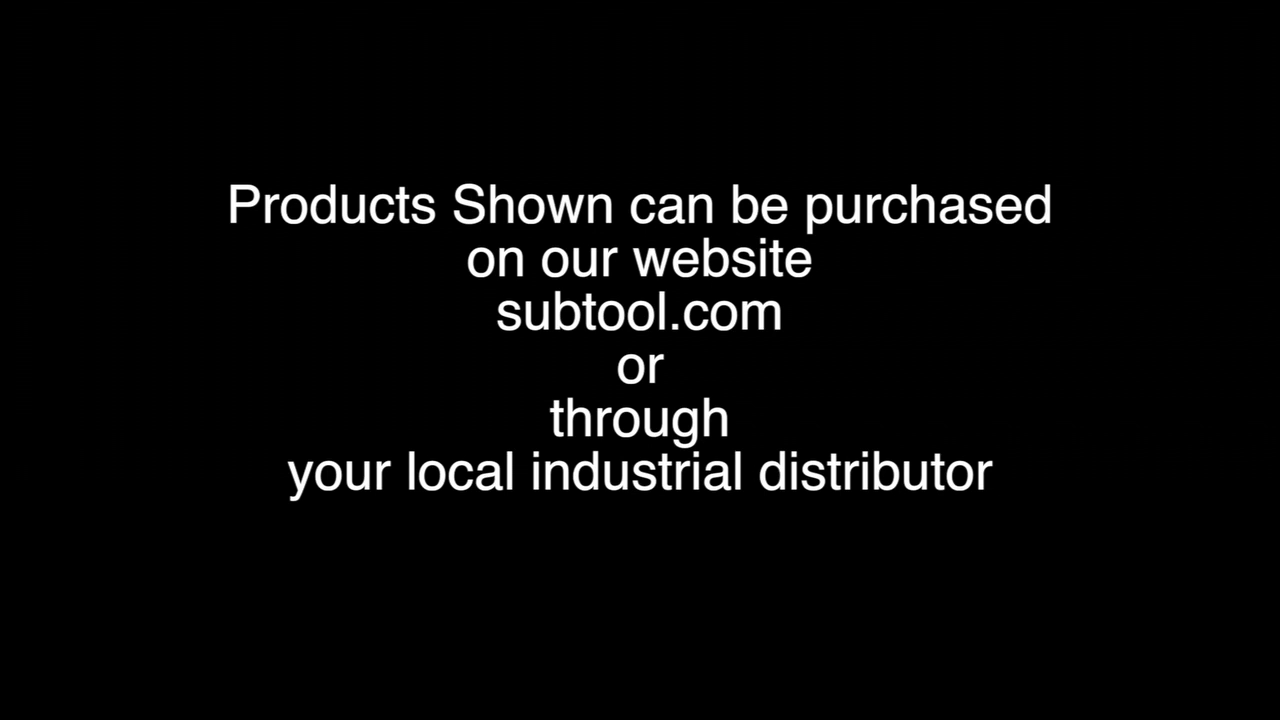 Products Shown can be purchased
on our website
subtool.com
or
through
your local industrial distributor